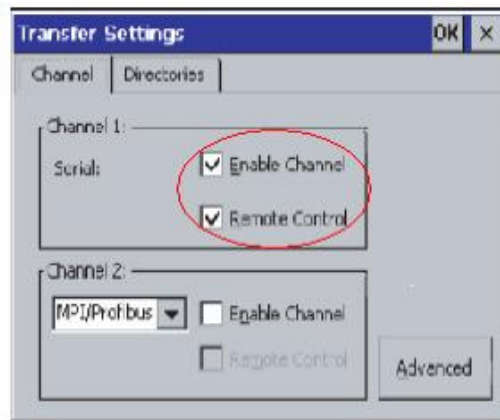 Transfer Settings OK ×
Channel Directories
Channel 1:
Serial: Enable Channel
Remote Control
Channel 2:
MPI/Profibus Enable Channel
Remote Control
Advanced